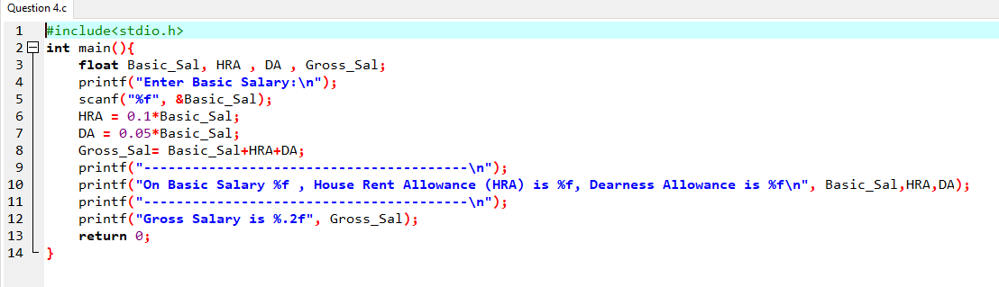 Question 4.c
1 #include<stdio.h>
2 int main(){
3 float Basic_Sal, HRA , DA , Gross_Sal;
4 printf("Enter Basic Salary:\n");
5 scanf("%f", &Basic_Sal);
6 HRA = 0.1*Basic_Sal;
7 DA = 0.05*Basic_Sal;
8 Gross_Sal= Basic_Sal+HRA+DA;
9 printf("----------------------------------------\n");
10 printf("On Basic Salary %f , House Rent Allowance (HRA) is %f, Dearness Allowance is %f\n", Basic_Sal,HRA,DA);
11 printf("----------------------------------------\n");
12 printf("Gross Salary is %.2f", Gross_Sal);
13 return 0;
14 }